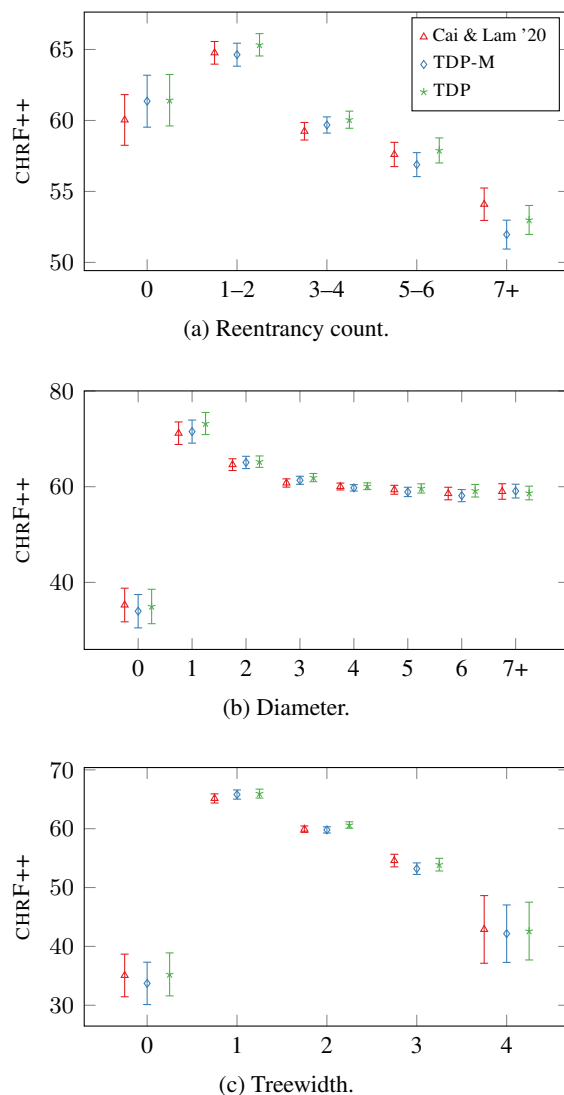 Cai & Lam ’20
TDP-M
TDP
CHRF++
65
60
55
50
0 1–2 3–4 5–6 7+
(a) Reentrancy count.
CHRF++
80
60
40
0 1 2 3 4 5 6 7+
(b) Diameter.
CHRF++
70
60
50
40
30
0 1 2 3 4
(c) Treewidth.